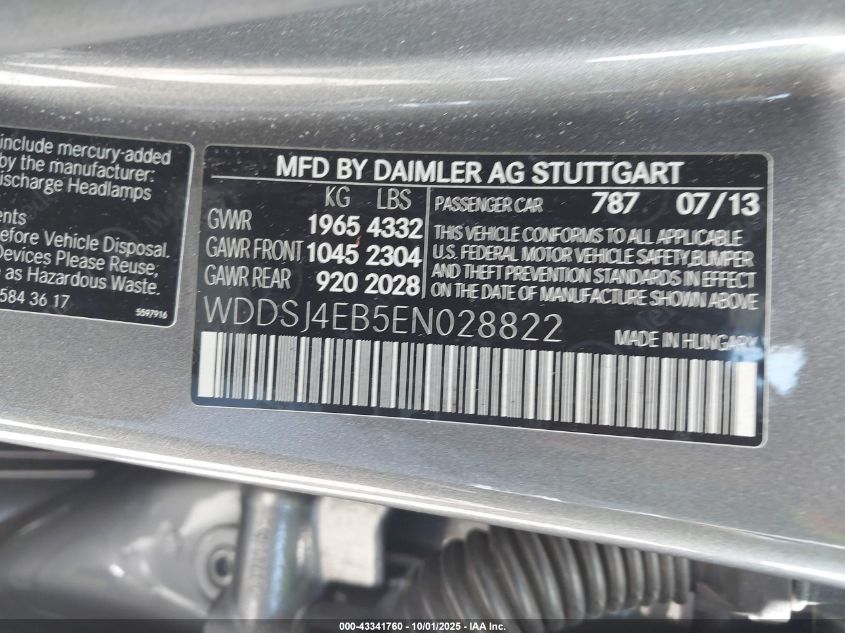 include mercury-added
by the manufacturer:
ischarge Headlamps
ents
efore Vehicle Disposal.
Devices Please Reuse,
e as Hazardous Waste.
584 36 17
5597916
MFD BY DAIMLER AG STUTTGART
KG LBS
GVWR 1965 4332
GAWR FRONT 1045 2304
GAWR REAR 920 2028
PASSENGER CAR 787 07/13
THIS VEHICLE CONFORMS TO ALL APPLICABLE
U.S. FEDERAL MOTOR VEHICLE SAFETY,BUMPER
AND THEFT PREVENTION STANDARDS IN EFFECT
ON THE DATE OF MANUFACTURE SHOWN ABOVE
WDDSJ4EB5EN028822
MADE IN HUNGARY
000-43341760 - 10/01/2025 - IAA Inc.